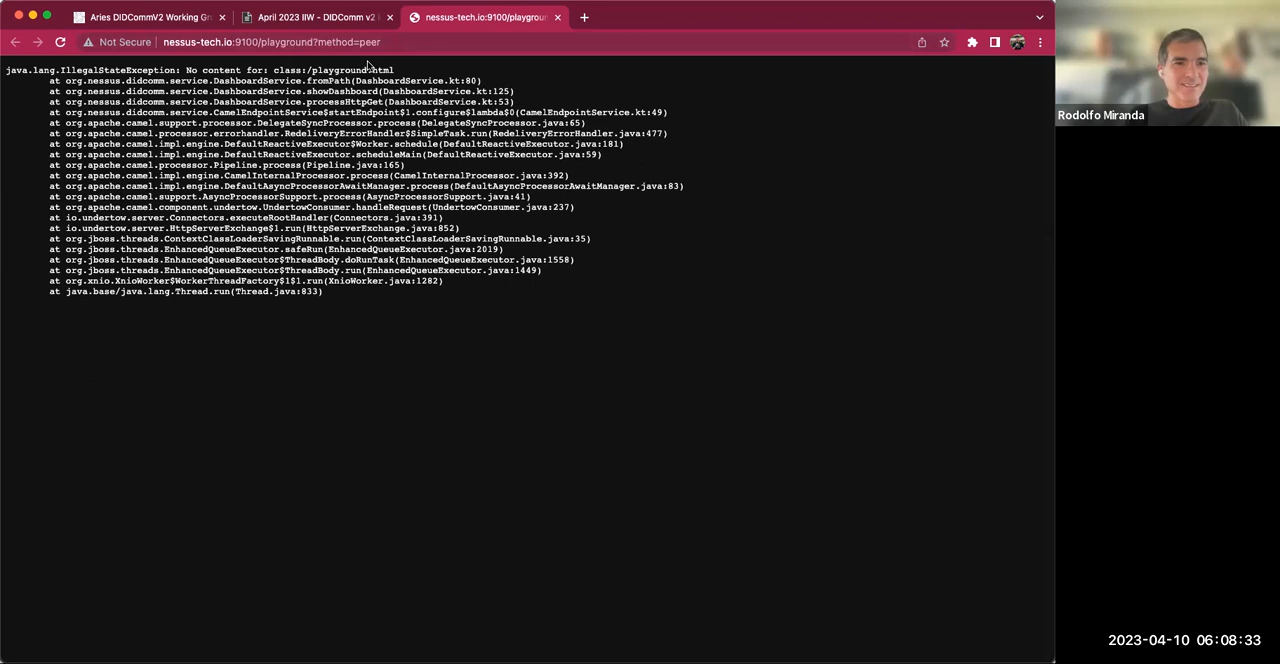 Aries DIDCommV2 Working Gr
April 2023 IIW - DIDComm v2
nessus-tech.io:9100/playgroun
Not Secure
nessus-tech.io:9100/playground?method=peer
java.lang.IllegalStateException: No content for: class:/playground.html
at org.nessus.didcomm.service.DashboardService.fromPath(DashboardService.kt:80)
at org.nessus.didcomm.service.DashboardService.showDashboard(DashboardService.kt:125)
at org.nessus.didcomm.service.DashboardService.processHttpGet(DashboardService.kt:53)
at org.nessus.didcomm.service.CamelEndpointService$startEndpoint$1.configure$lambda$0(CamelEndpointService.kt:49)
at org.apache.camel.support.processor.DelegateSyncProcessor.process(DelegateSyncProcessor.java:65)
at org.apache.camel.processor.errorhandler.RedeliveryErrorHandler$SimpleTask.run(RedeliveryErrorHandler.java:477)
at org.apache.camel.impl.engine.DefaultReactiveExecutor$Worker.schedule(DefaultReactiveExecutor.java:181)
at org.apache.camel.impl.engine.DefaultReactiveExecutor.scheduleMain(DefaultReactiveExecutor.java:59)
at org.apache.camel.processor.Pipeline.process(Pipeline.java:165)
at org.apache.camel.impl.engine.CamelInternalProcessor.process(CamelInternalProcessor.java:392)
at org.apache.camel.impl.engine.DefaultAsyncProcessorAwaitManager.process(DefaultAsyncProcessorAwaitManager.java:83)
at org.apache.camel.support.AsyncProcessorSupport.process(AsyncProcessorSupport.java:41)
at org.apache.camel.component.undertow.UndertowConsumer.handleRequest(UndertowConsumer.java:237)
at io.undertow.server.Connectors.executeRootHandler(Connectors.java:391)
at io.undertow.server.HttpServerExchange$1.run(HttpServerExchange.java:852)
at org.jboss.threads.ContextClassLoaderSavingRunnable.run(ContextClassLoaderSavingRunnable.java:35)
at org.jboss.threads.EnhancedQueueExecutor.safeRun(EnhancedQueueExecutor.java:2019)
at org.jboss.threads.EnhancedQueueExecutor$ThreadBody.doRunTask(EnhancedQueueExecutor.java:1558)
at org.jboss.threads.EnhancedQueueExecutor$ThreadBody.run(EnhancedQueueExecutor.java:1449)
at org.xnio.XnioWorker$WorkerThreadFactory$1$1.run(XnioWorker.java:1282)
at java.base/java.lang.Thread.run(Thread.java:833)
Rodolfo Miranda
2023-04-10 06:08:33